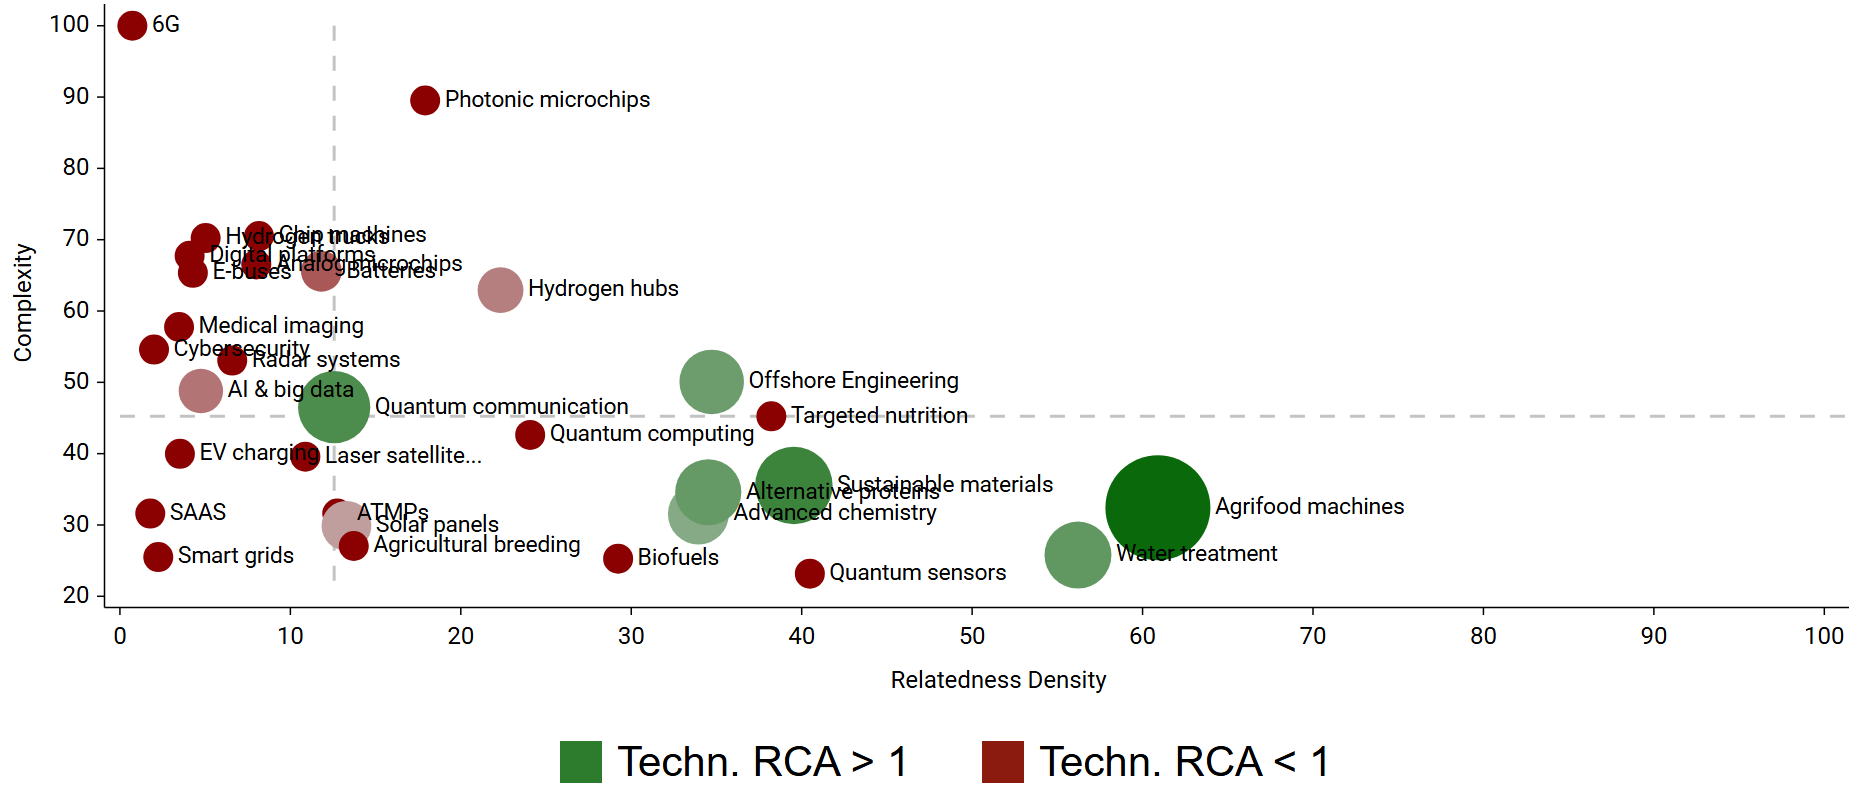 100
6G
90
Photonic microchips
80
70
Hydrogen trucks
Chip machines
Digital platforms
Analog microchips
E-buses
Batteries
Hydrogen hubs
60
Medical imaging
Cybersecurity
Radar systems
50
Offshore Engineering
AI & big data
Quantum communication
Targeted nutrition
Quantum computing
40
EV charging
Laser satellite...
Sustainable materials
Alternative proteins
Agrifood machines
SAAS
ATMPs
Advanced chemistry
30
Solar panels
Agricultural breeding
Smart grids
Biofuels
Water treatment
Quantum sensors
20
Complexity
0 10 20 30 40 50 60 70 80 90 100
Relatedness Density
Techn. RCA > 1 Techn. RCA < 1